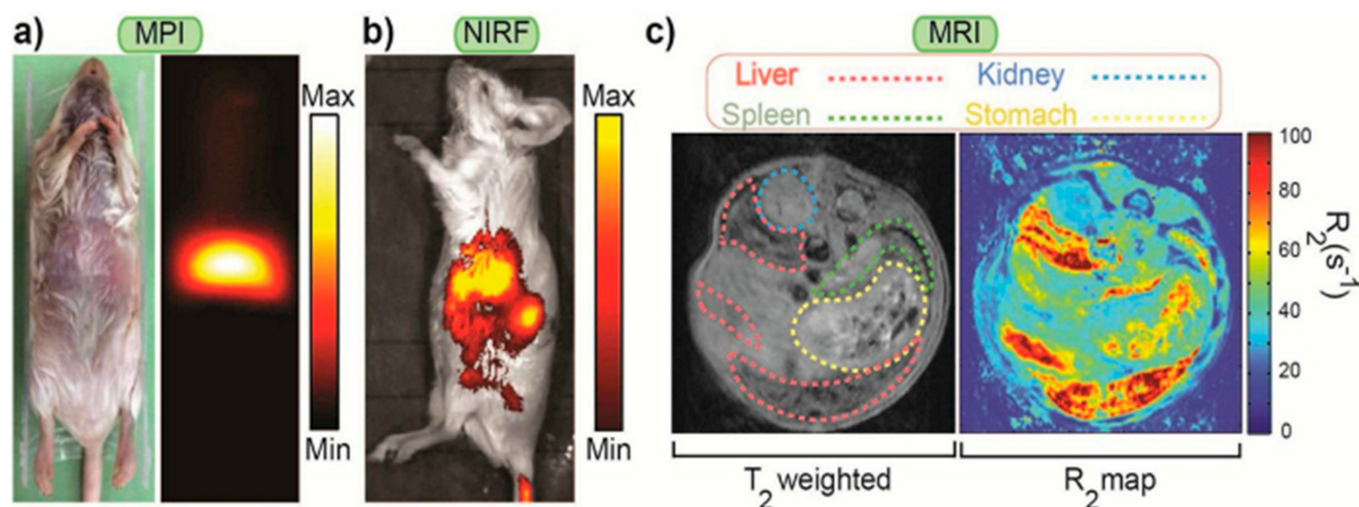 a) MPI
Max
Min
b) NIRF
Max
Min
c) MRI
Liver Kidney
Spleen Stomach
100
80
60
40
20
0
R2(s-1)
T2 weighted
R2 map